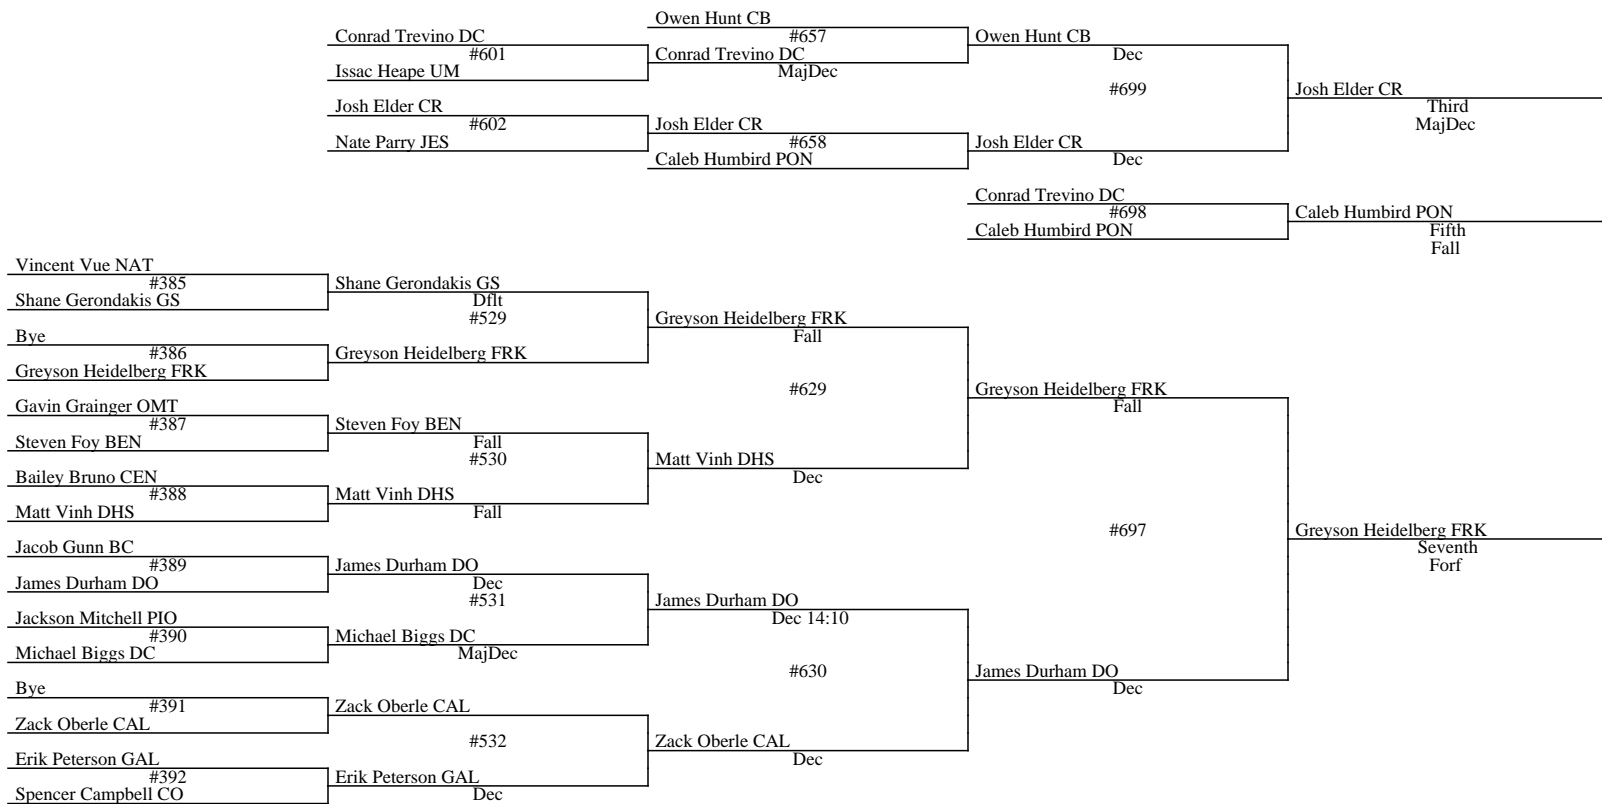 Owen Hunt CB
Conrad Trevino DC
#657
Owen Hunt CB
#601
Conrad Trevino DC
Dec
Issac Heape UM
MajDec
#699
Josh Elder CR
Josh Elder CR
Third
#602
Josh Elder CR
MajDec
Nate Parry JES
#658
Josh Elder CR
Caleb Humbird PON
Dec
Conrad Trevino DC
#698
Caleb Humbird PON
Caleb Humbird PON
Fifth
Fall
Vincent Vue NAT
#385
Shane Gerondakis GS
Shane Gerondakis GS
Dflt
#529
Greyson Heidelberg FRK
Bye
Fall
#386
Greyson Heidelberg FRK
Greyson Heidelberg FRK
#629
Greyson Heidelberg FRK
Gavin Grainger OMT
Fall
#387
Steven Foy BEN
Steven Foy BEN
Fall
#530
Matt Vinh DHS
Bailey Bruno CEN
Dec
#388
Matt Vinh DHS
Matt Vinh DHS
Fall
#697
Greyson Heidelberg FRK
Jacob Gunn BC
Seventh
#389
James Durham DO
Forf
James Durham DO
Dec
#531
James Durham DO
Jackson Mitchell PIO
Dec 14:10
#390
Michael Biggs DC
Michael Biggs DC
MajDec
#630
James Durham DO
Bye
Dec
#391
Zack Oberle CAL
Zack Oberle CAL
#532
Zack Oberle CAL
Erik Peterson GAL
Dec
#392
Erik Peterson GAL
Spencer Campbell CO
Dec